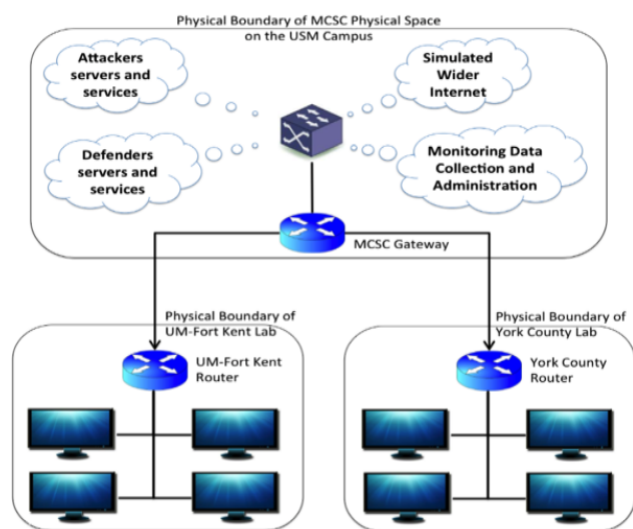 Physical Boundary of MCSC Physical Space
on the USM Campus
Attackers
servers and
services
Simulated
Wider
Internet
Defenders
servers and
services
Monitoring Data
Collection and
Administration
MCSC Gateway
Physical Boundary of
UM-Fort Kent Lab
UM-Fort Kent
Router
Physical Boundary of
York County Lab
York County
Router